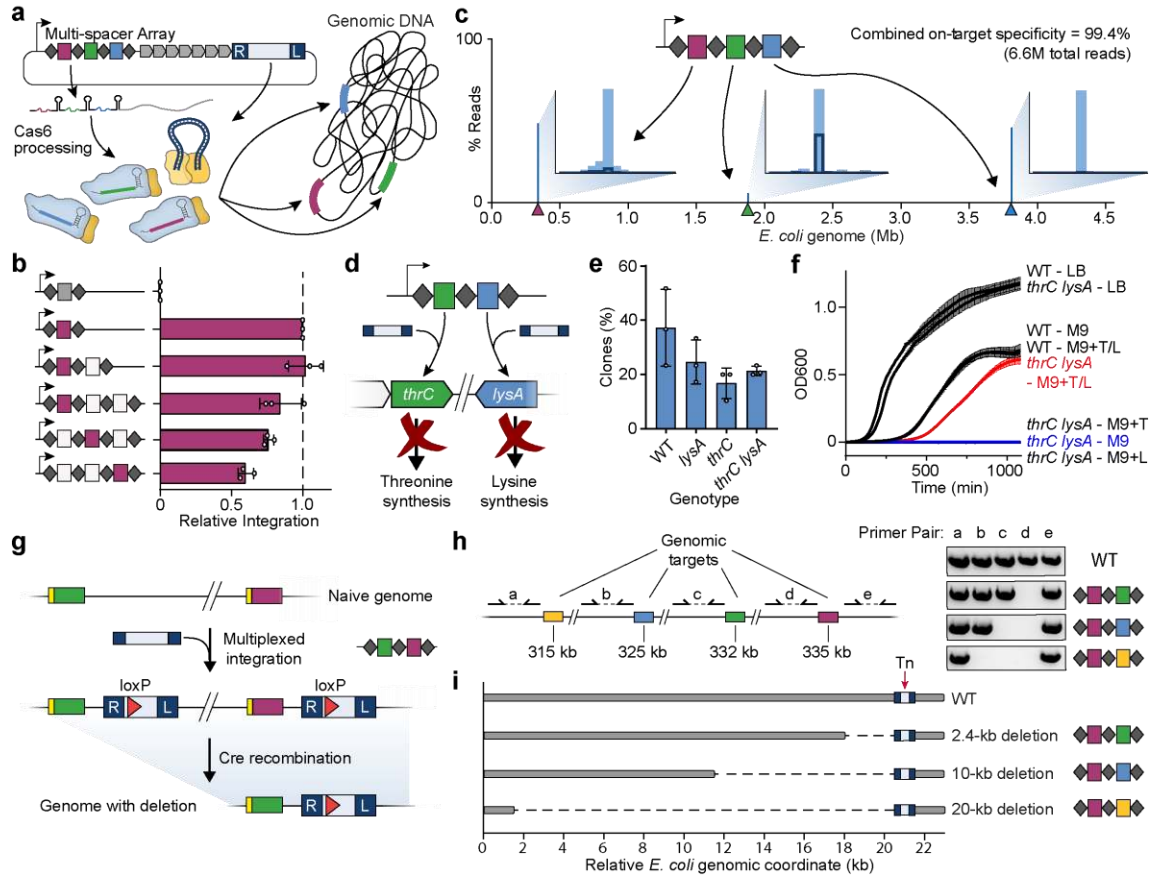 a
Multi-spacer Array
R
L
Genomic DNA
Cas6
processing
c
Combined on-target specificity = 99.4%
(6.6M total reads)
100
% Reads
0
0.0
0.5
1.0
1.5
2.0
2.5
3.0
3.5
4.0
4.5
E. coli genome (Mb)
b
0
1.0
Relative Integration
d
thrC
lysA
Threonine
synthesis
Lysine
synthesis
e
60
40
20
0
Clones (%)
WT
lysA
thrC
thrC lysA
Genotype
f
1.0
0.5
0
OD600
0
500
1000
Time (min)
WT - LB
thrC lysA - LB
WT - M9
WT - M9+T/L
thrC lysA
- M9+T/L
thrC lysA - M9+T
thrC lysA - M9
thrC lysA - M9+L
g
Naive genome
Multiplexed
integration
loxP
loxP
R
L
R
L
Cre recombination
Genome with deletion
R
L
h
Genomic
targets
a
b
c
d
e
315 kb
325 kb
332 kb
335 kb
Primer Pair: a b c d e
WT
i
Tn
WT
2.4-kb deletion
10-kb deletion
20-kb deletion
0 2 4 6 8 10 12 14 16 18 20 22
Relative E. coli genomic coordinate (kb)